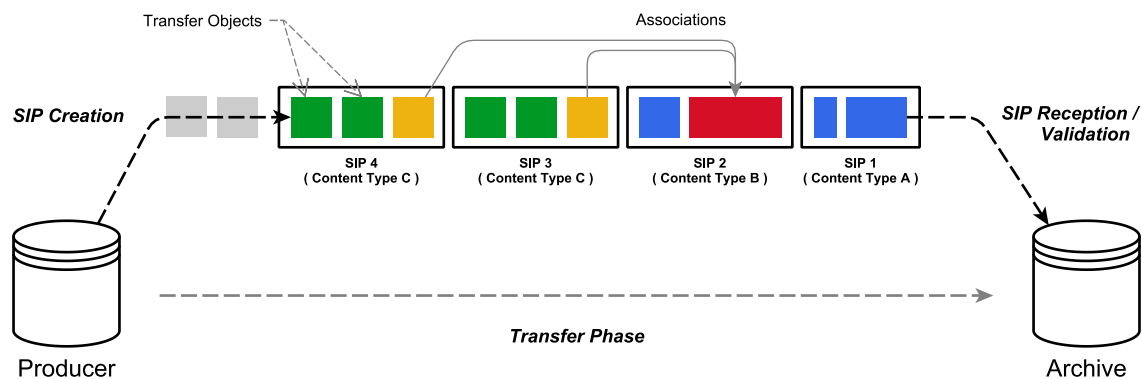 Transfer Objects
Associations
SIP Creation
SIP Reception /
Validation
SIP 4
( Content Type C )
SIP 3
( Content Type C )
SIP 2
( Content Type B )
SIP 1
( Content Type A )
Transfer Phase
Producer
Archive